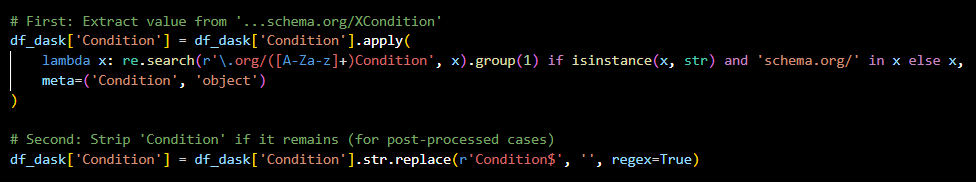 # First: Extract value from '...schema.org/XCondition'
df_dask['Condition'] = df_dask['Condition'].apply(
    lambda x: re.search(r'\.org/([A-Za-z]+)Condition', x).group(1) if isinstance(x, str) and 'schema.org/' in x else x,
    meta=('Condition', 'object')
)
# Second: Strip 'Condition' if it remains (for post-processed cases)
df_dask['Condition'] = df_dask['Condition'].str.replace(r'Condition$', '', regex=True)